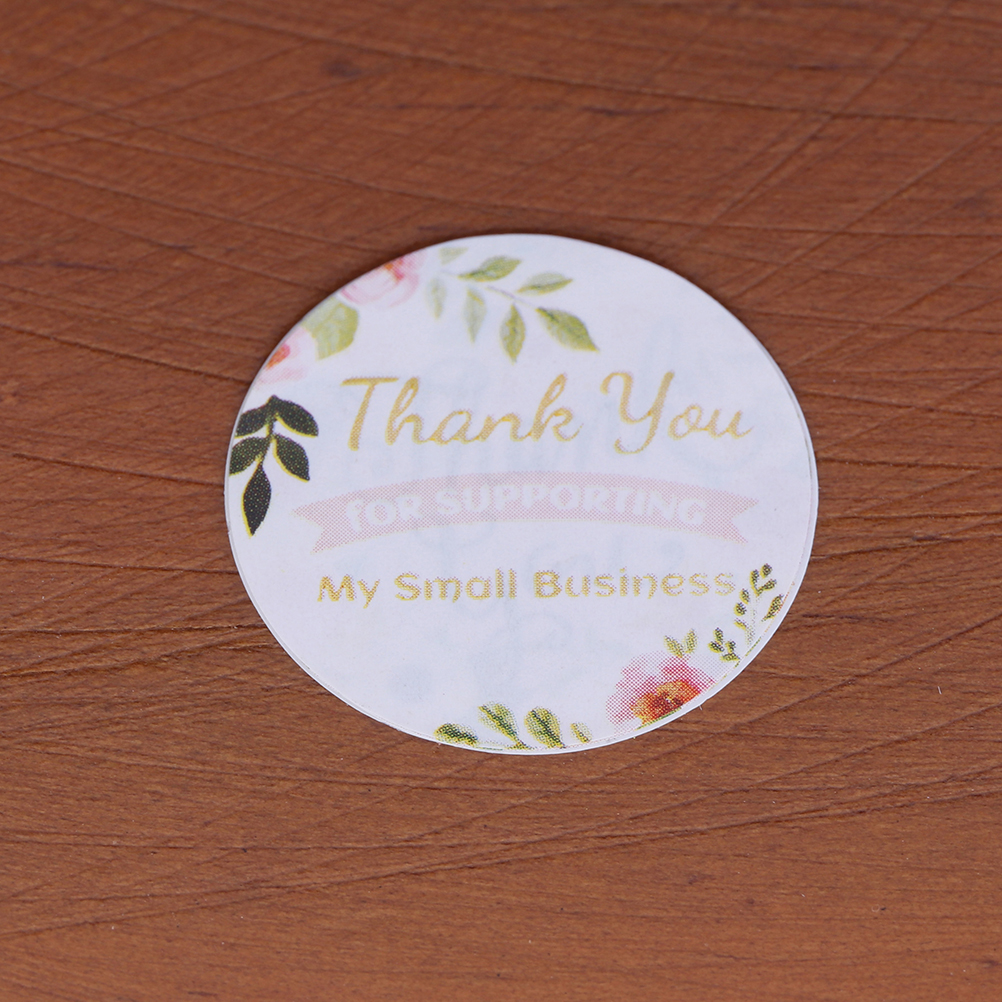 Thank You
FOR SUPPORTING
My Small Business